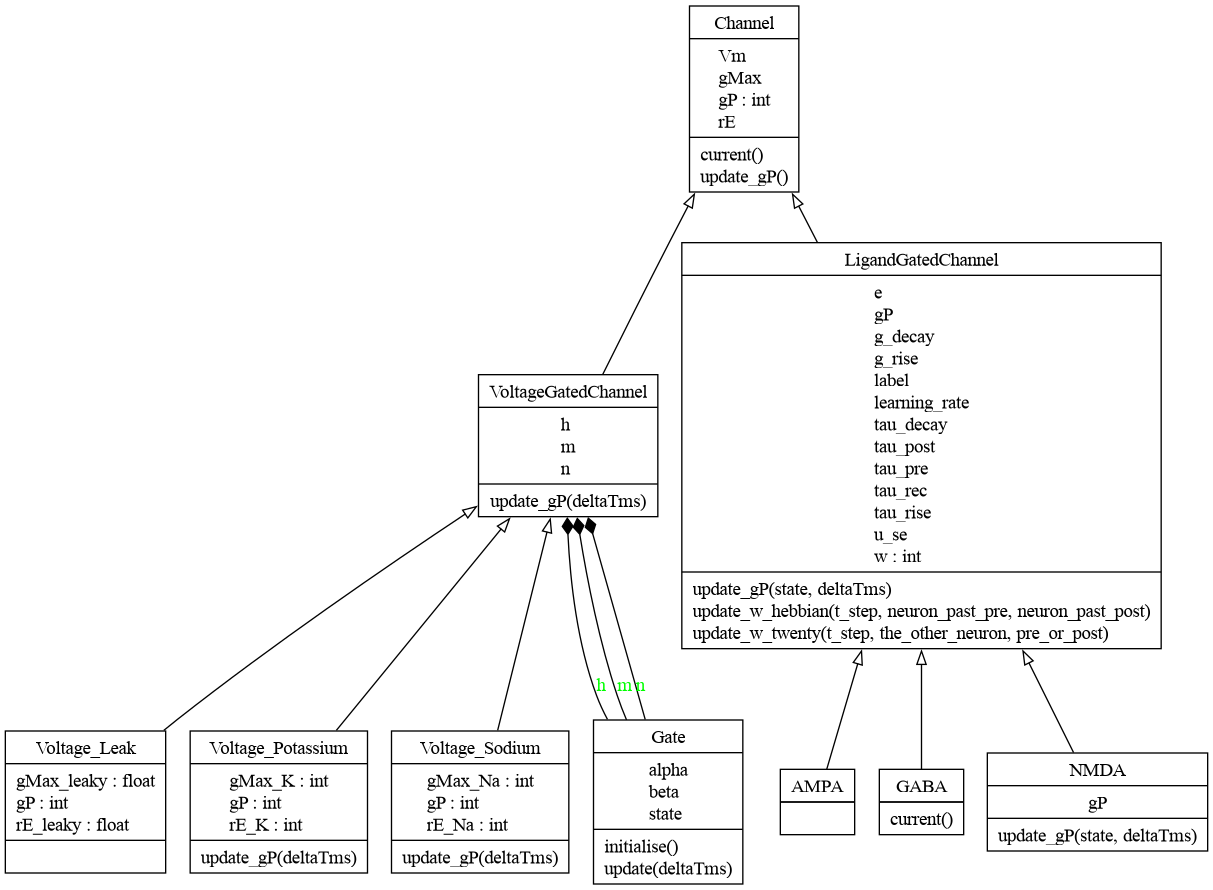 Channel
Vm
gMax
gP : int
rE
current()
update_gP()
LigandGatedChannel
e
gP
g_decay
g_rise
label
learning_rate
tau_decay
tau_post
tau_pre
tau_rec
tau_rise
u_se
w : int
update_gP(state, deltaTms)
update_w_hebbian(t_step, neuron_past_pre, neuron_past_post)
update_w_twenty(t_step, the_other_neuron, pre_or_post)
VoltageGatedChannel
h
m
n
update_gP(deltaTms)
h
m
n
Voltage_Leak
gMax_leaky : float
gP : int
rE_leaky : float
Voltage_Potassium
gMax_K : int
gP : int
rE_K : int
update_gP(deltaTms)
Voltage_Sodium
gMax_Na : int
gP : int
rE_Na : int
update_gP(deltaTms)
Gate
alpha
beta
state
initialise()
update(deltaTms)
AMPA
GABA
current()
NMDA
gP
update_gP(state, deltaTms)